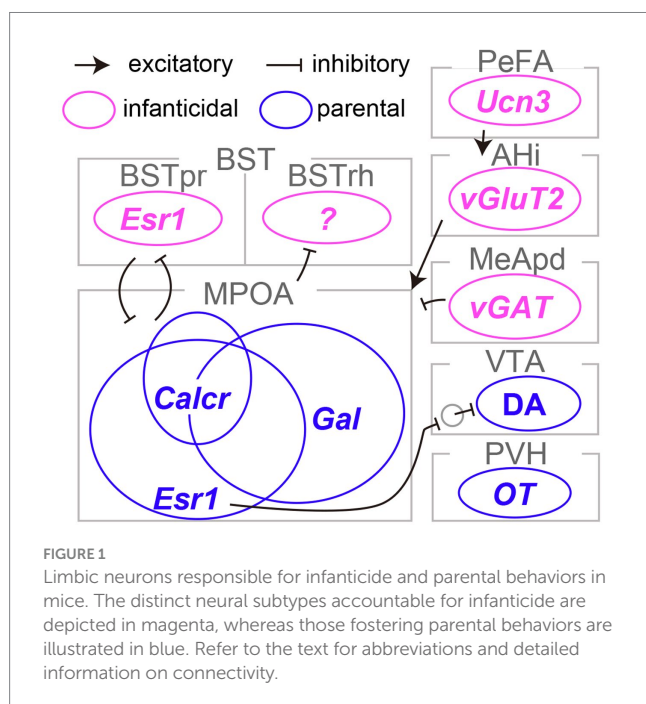 excitatory
inhibitory
infanticidal
parental
BST
BSTpr
BSTrh
Esr1
?
MPOA
Calcr
Gal
Esr1
PeFA
Ucn3
AHi
vGluT2
MeApd
vGAT
VTA
DA
PVH
OT
FIGURE 1
Limbic neurons responsible for infanticide and parental behaviors in
mice. The distinct neural subtypes accountable for infanticide are
depicted in magenta, whereas those fostering parental behaviors are
illustrated in blue. Refer to the text for abbreviations and detailed
information on connectivity.